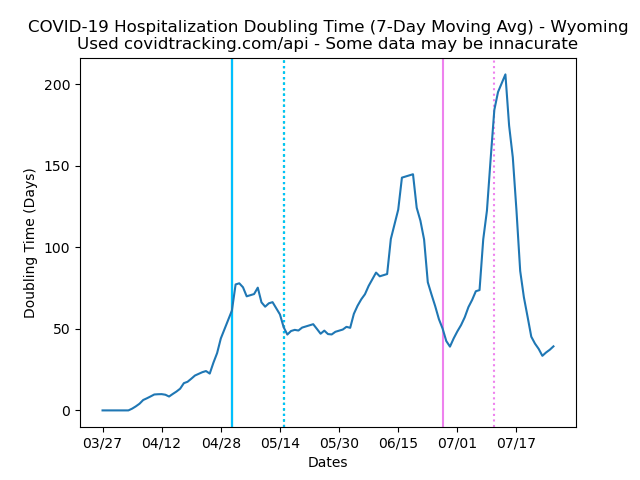 COVID-19 Hospitalization Doubling Time (7-Day Moving Avg) - Wyoming
Used covidtracking.com/api - Some data may be innacurate
200
150
100
50
0
Doubling Time (Days)
03/27 04/12 04/28 05/14 05/30 06/15 07/01 07/17
Dates